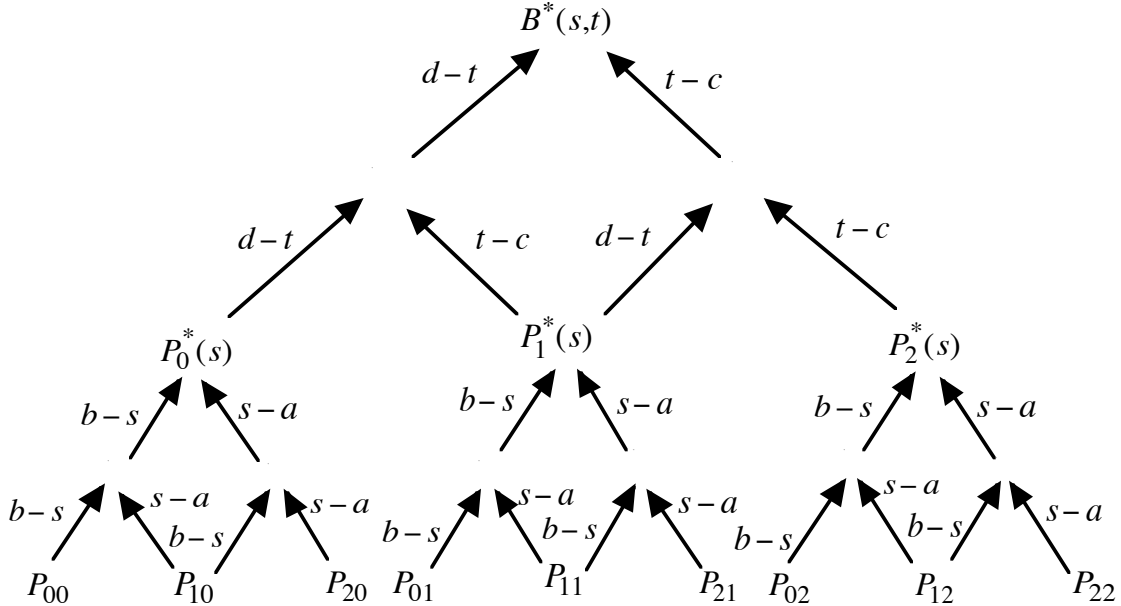 B*(s,t)
d−t t−c
d−t t−c d−t t−c
P₀*(s) P₁*(s) P₂*(s)
b−s s−a b−s s−a b−s s−a
b−s s−a b−s s−a b−s s−a b−s s−a b−s s−a b−s s−a
P₀₀ P₁₀ P₂₀ P₀₁ P₁₁ P₂₁ P₀₂ P₁₂ P₂₂